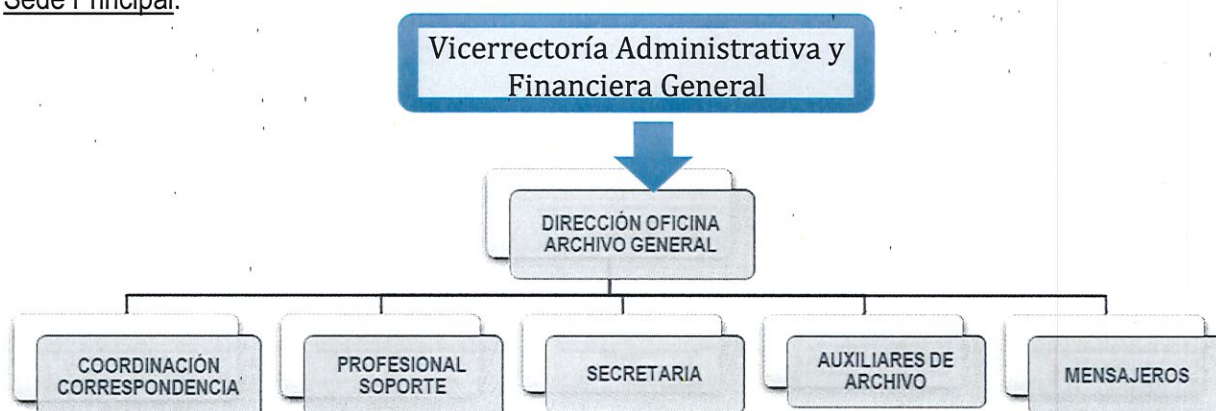 Sede Principal.
Vicerrectoría Administrativa y
Financiera General
DIRECCIÓN OFICINA
ARCHIVO GENERAL
COORDINACIÓN
CORRESPONDENCIA
PROFESIONAL
SOPORTE
SECRETARIA
AUXILIARES DE
ARCHIVO
MENSAJEROS